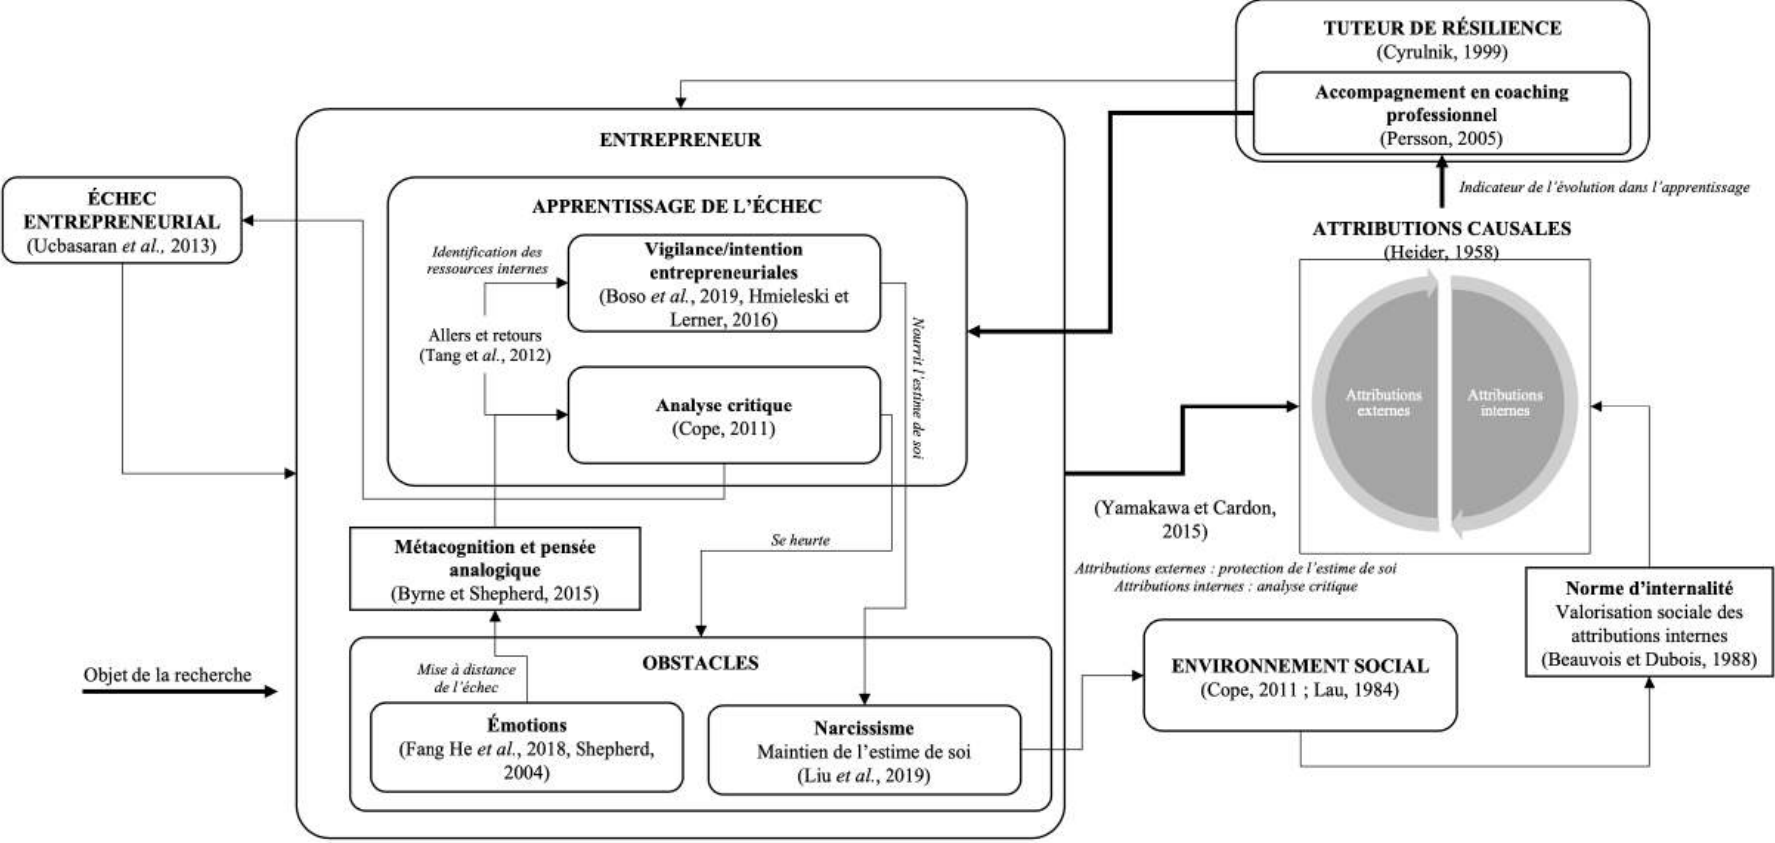 TUTEUR DE RÉSILIENCE
(Cyrulnik, 1999)
Accompagnement en coaching
professionnel
(Persson, 2005)
Indicateur de l'évolution dans l'apprentissage
ENTREPRENEUR
ÉCHEC
ENTREPRENEURIAL
(Ucbasaran et al., 2013)
APPRENTISSAGE DE L'ÉCHEC
Identification des
ressources internes
Vigilance/intention
entrepreneuriales
(Boso et al., 2019, Hmieleski et
Lerner, 2016)
Allers et retours
(Tang et al., 2012)
Nourrit l'estime de soi
Analyse critique
(Cope, 2011)
ATTRIBUTIONS CAUSALES
(Heider, 1958)
Attributions
externes
Attributions
internes
(Yamakawa et Cardon,
2015)
Attributions externes : protection de l'estime de soi
Attributions internes : analyse critique
Métacognition et pensée
analogique
(Byrne et Shepherd, 2015)
Se heurte
Norme d'internalité
Valorisation sociale des
attributions internes
(Beauvois et Dubois, 1988)
OBSTACLES
Mise à distance
de l'échec
Émotions
(Fang He et al., 2018, Shepherd,
2004)
Narcissisme
Maintien de l'estime de soi
(Liu et al., 2019)
ENVIRONNEMENT SOCIAL
(Cope, 2011 ; Lau, 1984)
Objet de la recherche